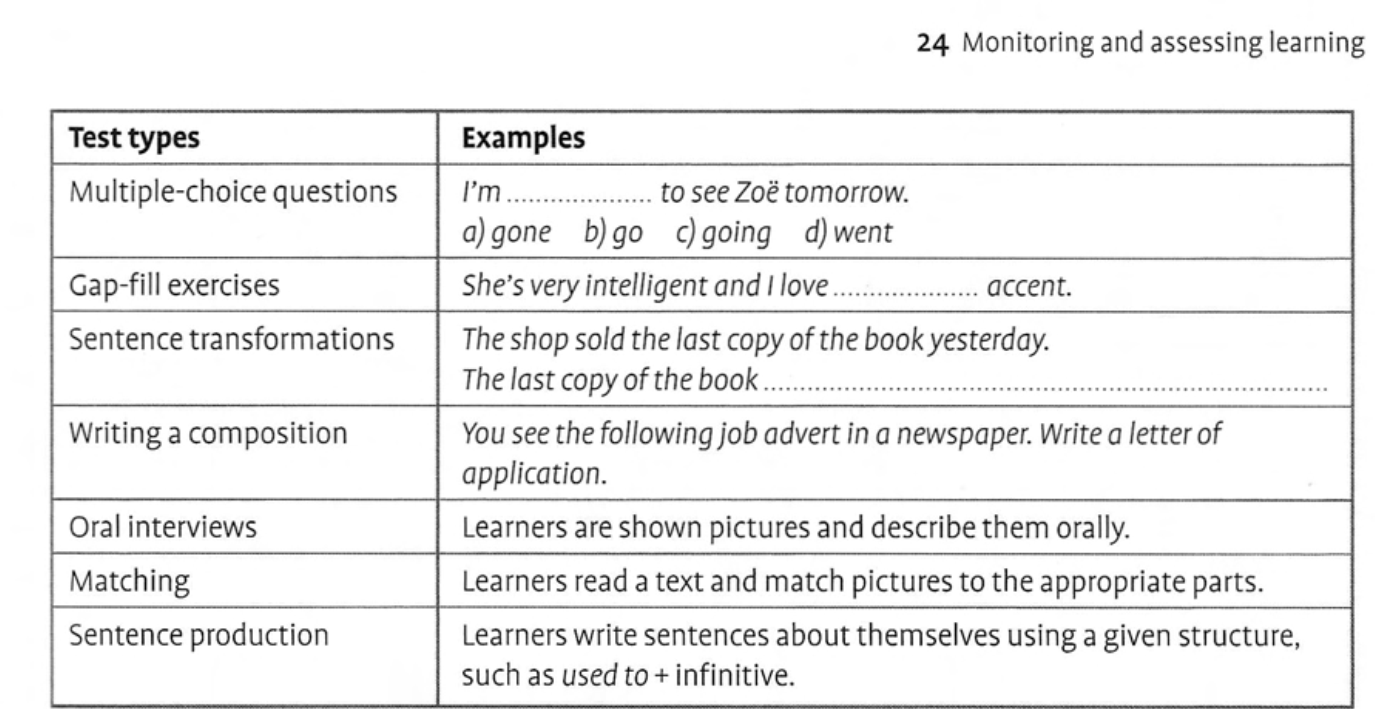 24 Monitoring and assessing learning
Test types Examples
Multiple-choice questions I'm .................... to see Zoë tomorrow.
a) gone b) go c) going d) went
Gap-fill exercises She's very intelligent and I love .................... accent.
Sentence transformations The shop sold the last copy of the book yesterday.
The last copy of the book ..............................................................................
Writing a composition You see the following job advert in a newspaper. Write a letter of
application.
Oral interviews Learners are shown pictures and describe them orally.
Matching Learners read a text and match pictures to the appropriate parts.
Sentence production Learners write sentences about themselves using a given structure,
such as used to + infinitive.